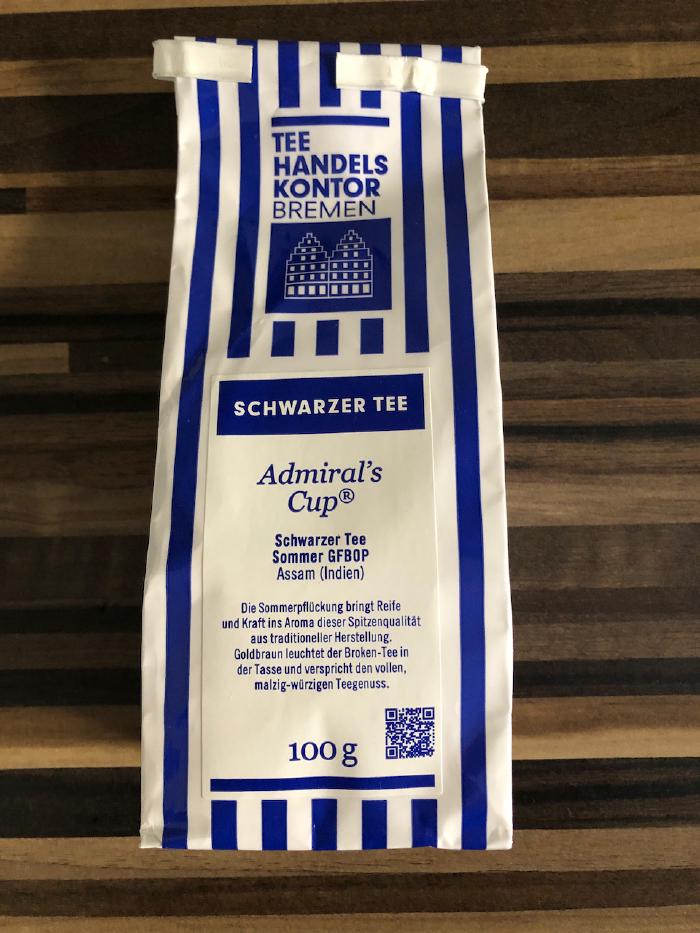 TEE
HANDELS
KONTOR
BREMEN
SCHWARZER TEE
Admiral's
Cup®
Schwarzer Tee
Sommer GFBOP
Assam (Indien)
Die Sommerpflückung bringt Reife
und Kraft ins Aroma dieser Spitzenqualität
aus traditioneller Herstellung.
Goldbraun leuchtet der Broken-Tee in
der Tasse und verspricht den vollen,
malzig-würzigen Teegenuss.
100 g